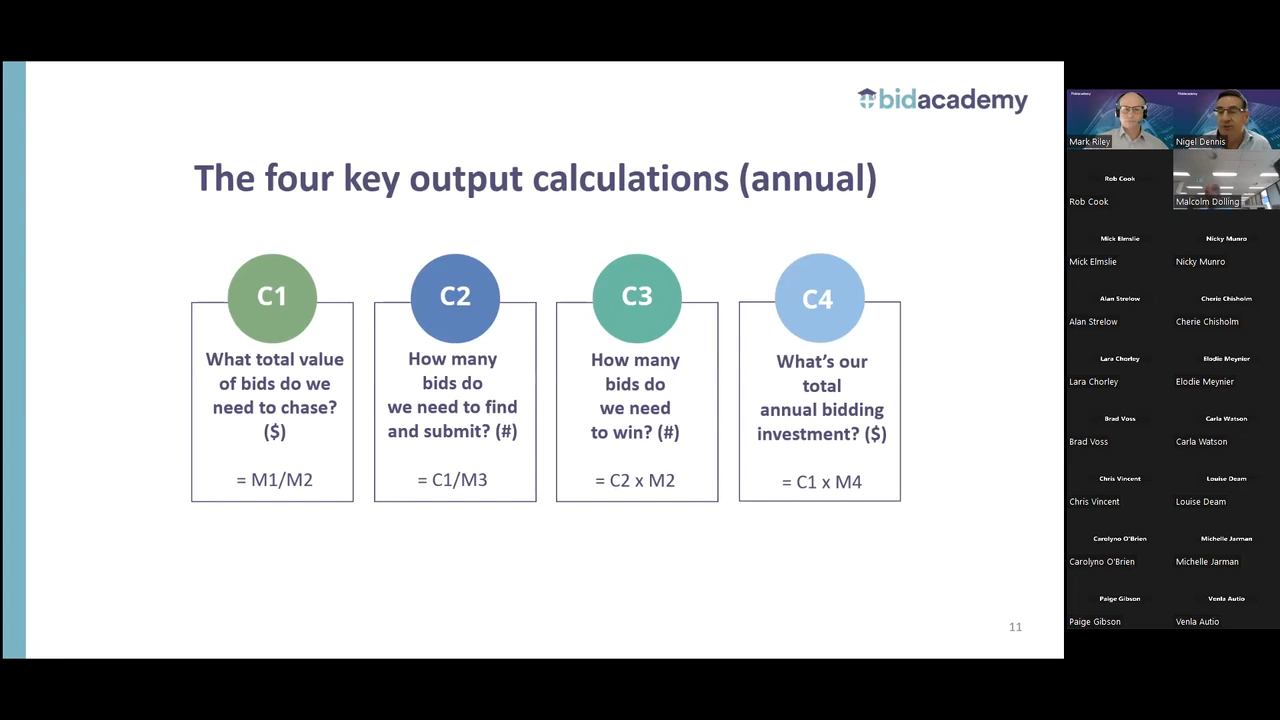 bidacademy
The four key output calculations (annual)
C1
What total value
of bids do we
need to chase?
($)
= M1/M2
C2
How many
bids do
we need to find
and submit? (#)
= C1/M3
C3
How many
bids do
we need
to win? (#)
= C2 x M2
C4
What's our
total
annual bidding
investment? ($)
= C1 x M4
11
Mark Riley
Nigel Dennis
Rob Cook
Rob Cook
Malcolm Dolling
Mick Elmslie
Mick Elmslie
Nicky Munro
Nicky Munro
Alan Strelow
Alan Strelow
Cherie Chisholm
Cherie Chisholm
Lara Chorley
Lara Chorley
Elodie Meynier
Elodie Meynier
Brad Voss
Brad Voss
Carla Watson
Carla Watson
Chris Vincent
Chris Vincent
Louise Deam
Louise Deam
Carolyno O'Brien
Carolyno O'Brien
Michelle Jarman
Michelle Jarman
Paige Gibson
Paige Gibson
Venla Autio
Venla Autio